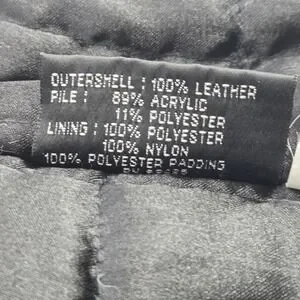 OUTERSHELL : 100% LEATHER
PILE : 89% ACRYLIC
11% POLYESTER
LINING : 100% POLYESTER
100% NYLON
100% POLYESTER PADDING